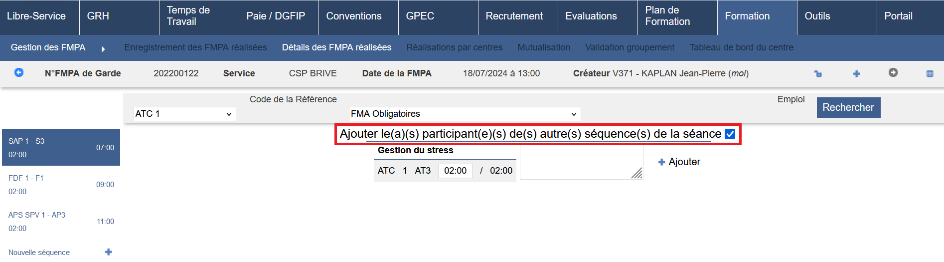 Libre-Service GRH Temps de Travail Paie / DGFIP Conventions GPEC Recrutement Evaluations Plan de Formation Formation Outils Portail
Gestion des FMPA Enregistrement des FMPA réalisées Détails des FMPA réalisées Réalisations par centres Mutualisation Validation groupement Tableau de bord du centre
N°FMPA de Garde 202200122 Service CSP BRIVE Date de la FMPA 18/07/2024 à 13:00 Créateur V371 - KAPLAN Jean-Pierre (moi)
Code de la Référence Emploi
ATC 1 FMA Obligatoires Rechercher
Ajouter le(a)(s) participant(e)(s) de(s) autre(s) séquence(s) de la séance
SAP 1 - S3
02:00
07:00
Gestion du stress
ATC 1 AT3 02:00 / 02:00
Ajouter
FDF 1 - F1
02:00
09:00
APS SPV 1 - AP3
02:00
11:00
Nouvelle séquence